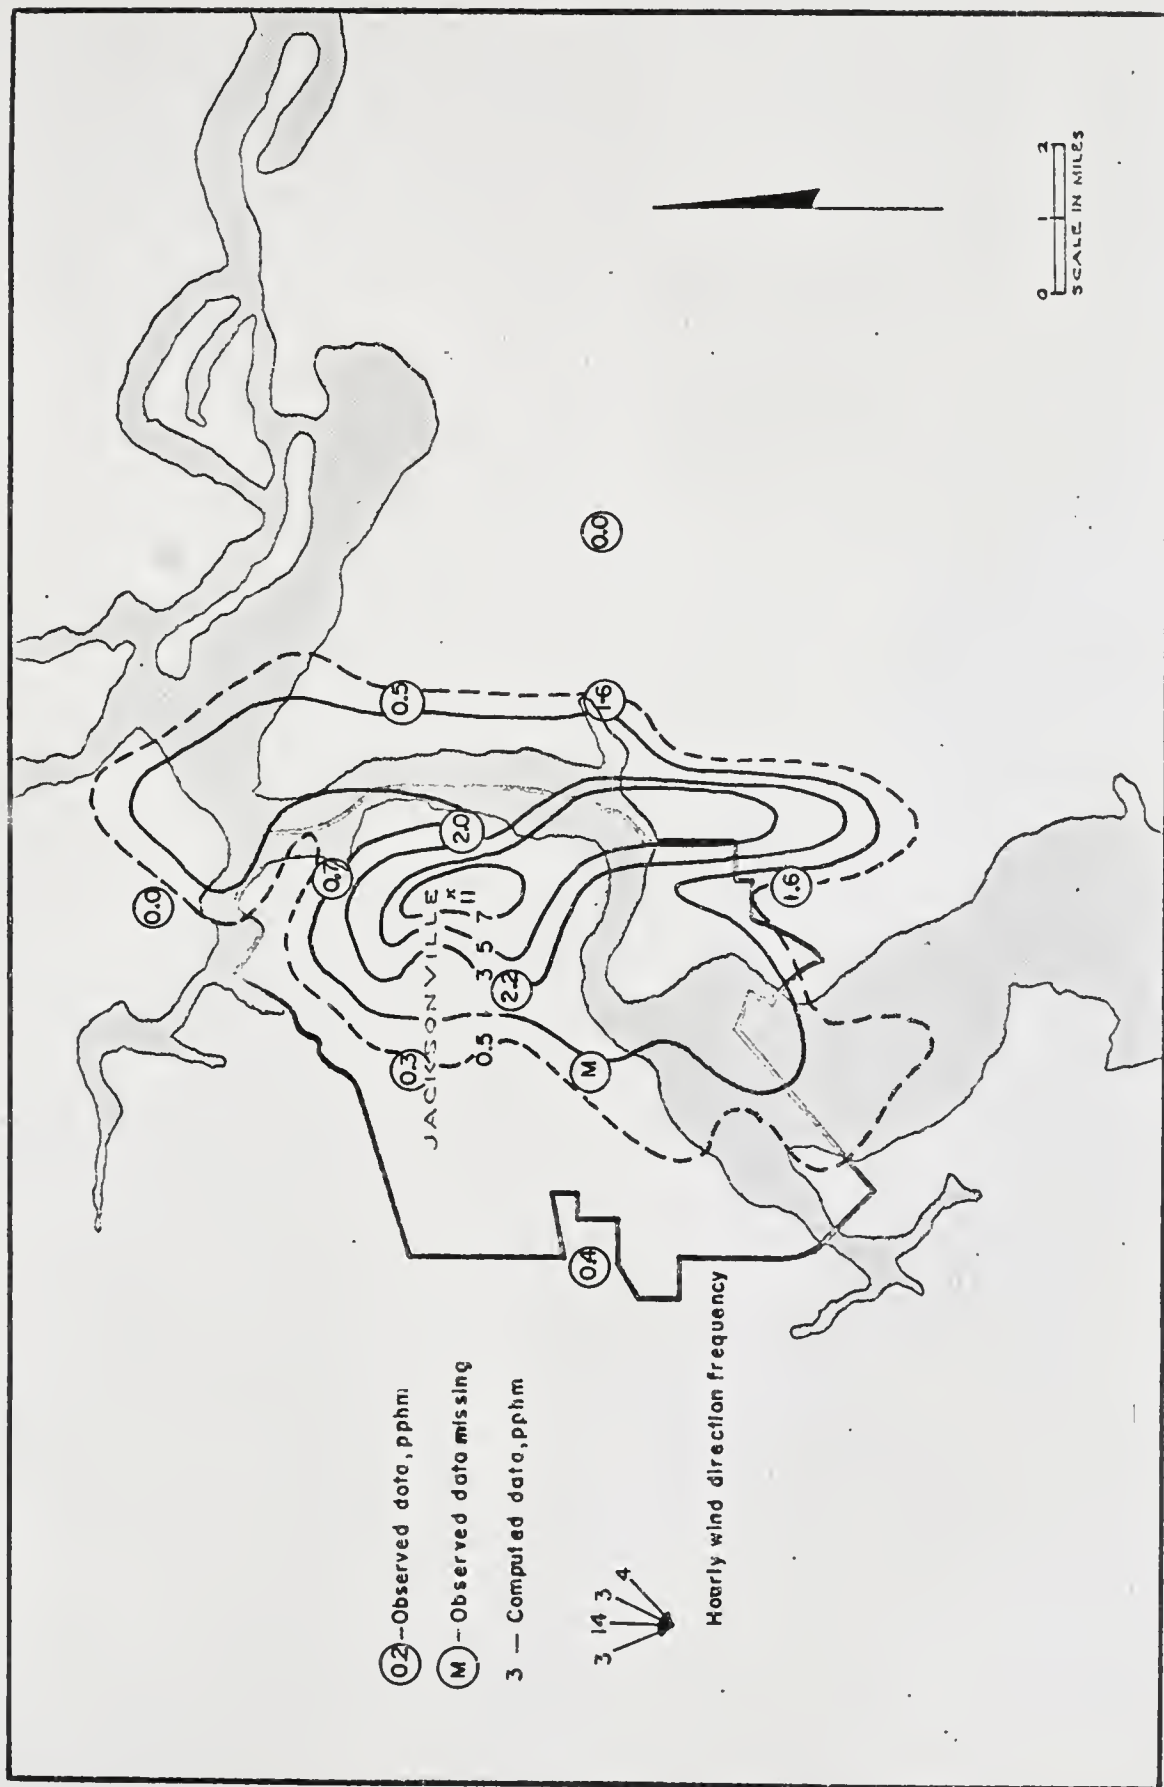 0.0
0.7
2.0
0.5
1.6
0.0
0.3
JACKSONVILLE
x
11
7
5
3
1
0.5
2.2
M
1.6
0.4
0 1 2
SCALE IN MILES
0.2 - Observed data, pphm
M - Observed data missing
3 — Computed data, pphm
3 14 3 4
Hourly wind direction frequency